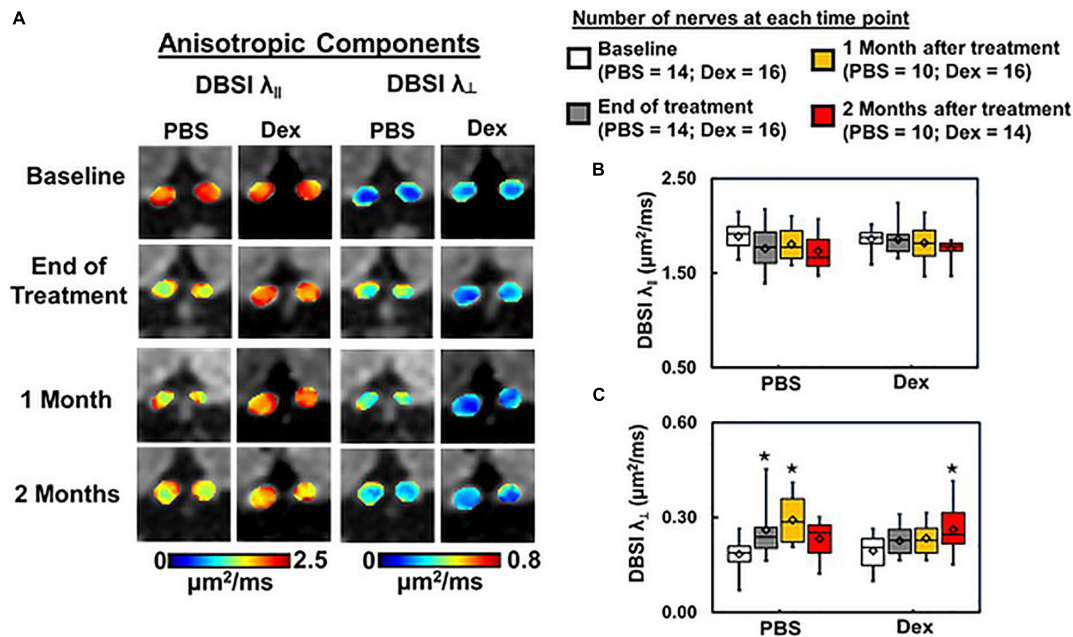 A
Anisotropic Components
DBSI λ∥
DBSI λ⊥
PBS
Dex
PBS
Dex
Baseline
End of
Treatment
1 Month
2 Months
0
2.5
µm²/ms
0
0.8
µm²/ms
Number of nerves at each time point
Baseline
(PBS = 14; Dex = 16)
1 Month after treatment
(PBS = 10; Dex = 16)
End of treatment
(PBS = 14; Dex = 16)
2 Months after treatment
(PBS = 10; Dex = 14)
B
DBSI λ∥ (µm²/ms)
2.50
1.50
0.50
PBS
Dex
C
DBSI λ⊥ (µm²/ms)
0.60
0.30
0.00
* * *
PBS
Dex